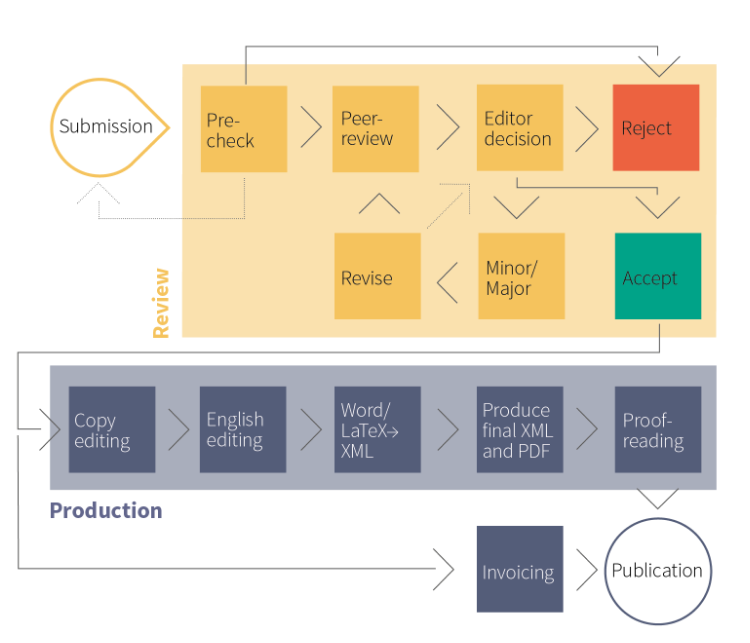 Submission
Pre-
check
Peer-
review
Editor
decision
Reject
Revise
Minor/
Major
Accept
Review
Copy
editing
English
editing
Word/
LaTeX→
XML
Produce
final XML
and PDF
Proof-
reading
Production
Invoicing
Publication